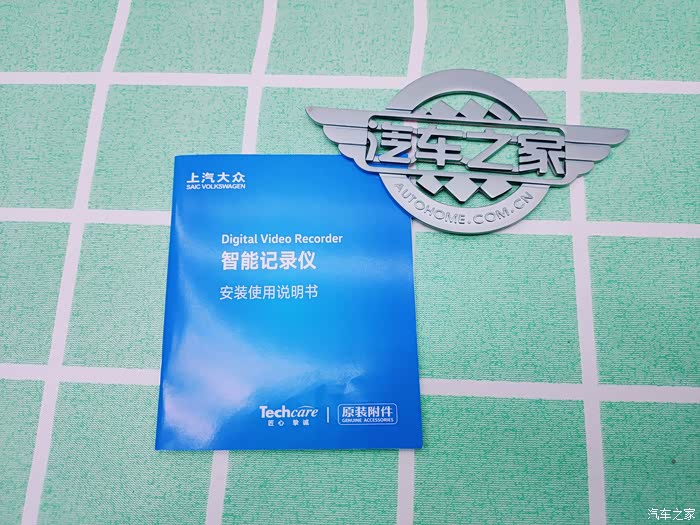 上汽大众
SAIC VOLKSWAGEN
Digital Video Recorder
智能记录仪
安装使用说明书
Techcare
匠心 挚诚
原装附件
GENUINE ACCESSORIES
汽车之家
AUTOHOME.COM.CN
汽车之家